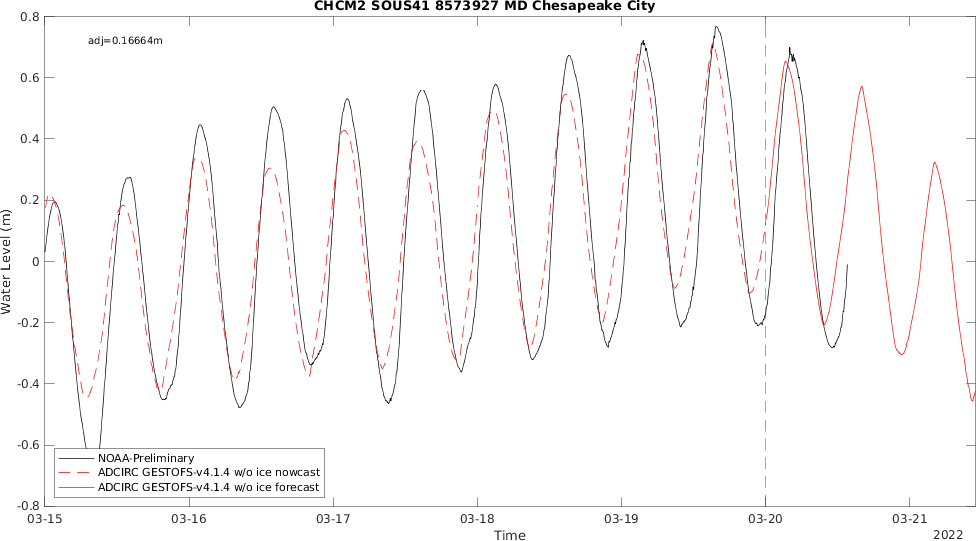 CHCM2 SOUS41 8573927 MD Chesapeake City
adj=0.16664m
0.8
0.6
0.4
0.2
0
-0.2
-0.4
-0.6
-0.8
Water Level (m)
NOAA-Preliminary
ADCIRC GESTOFS-v4.1.4 w/o ice nowcast
ADCIRC GESTOFS-v4.1.4 w/o ice forecast
03-15 03-16 03-17 03-18 03-19 03-20 03-21
Time
2022